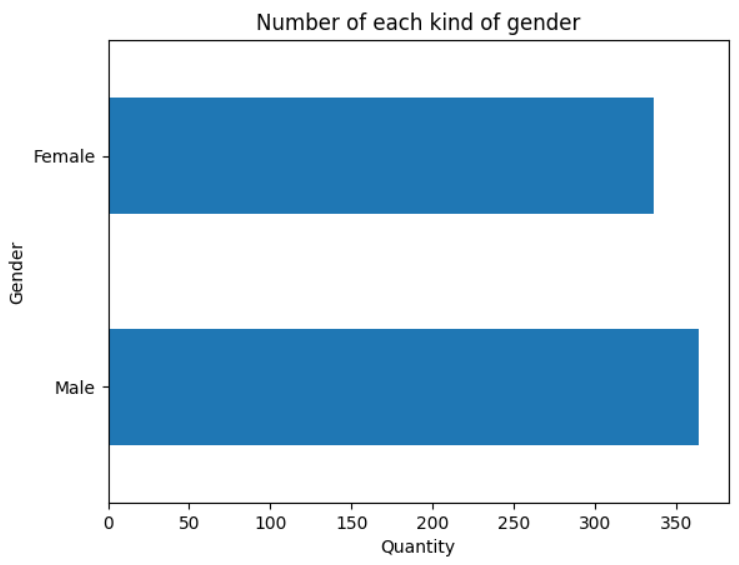 Number of each kind of gender
Female
Male
Gender
0 50 100 150 200 250 300 350
Quantity